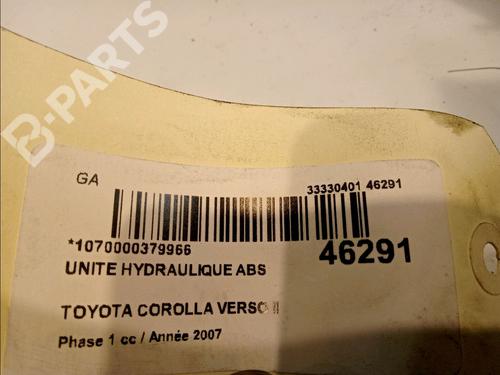 B-PARTS
GA
33330401 46291
*1070000379966
46291
UNITE HYDRAULIQUE ABS
TOYOTA COROLLA VERSO II
Phase 1 cc / Année 2007